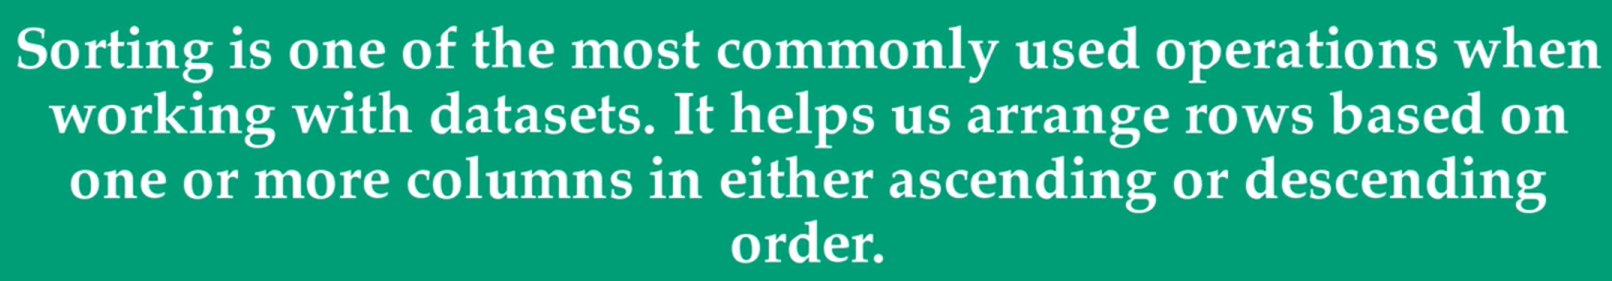 Sorting is one of the most commonly used operations when
working with datasets. It helps us arrange rows based on
one or more columns in either ascending or descending
order.